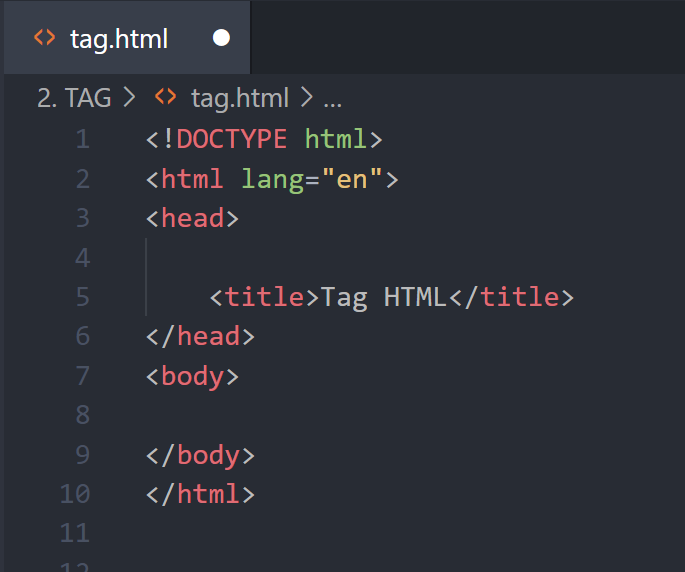 tag.html
2. TAG > <> tag.html > ...
1 <!DOCTYPE html>
2 <html lang="en">
3 <head>
4
5     <title>Tag HTML</title>
6 </head>
7 <body>
8
9 </body>
10 </html>
11
12